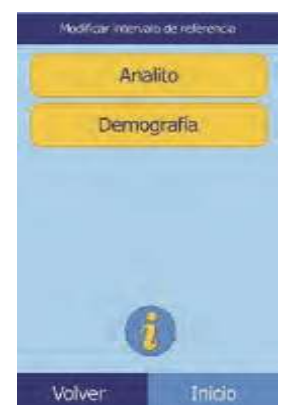 Modificar intervalo de referencia
Analito
Demografía
i
Volver Inicio